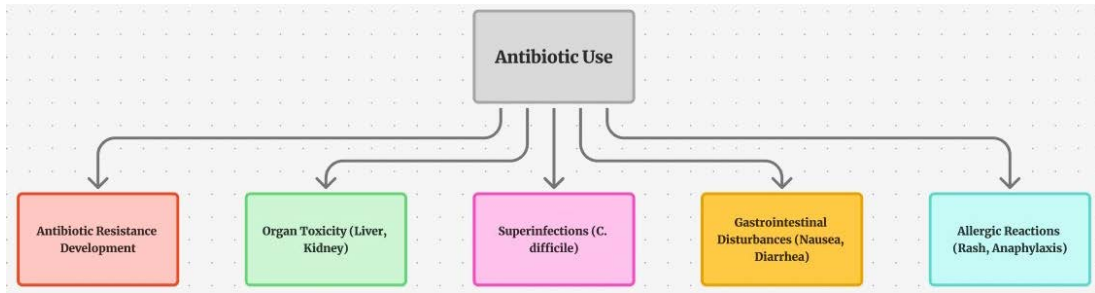 Antibiotic Use
Antibiotic Resistance
Development
Organ Toxicity (Liver,
Kidney)
Superinfections (C.
difficile)
Gastrointestinal
Disturbances (Nausea,
Diarrhea)
Allergic Reactions
(Rash, Anaphylaxis)